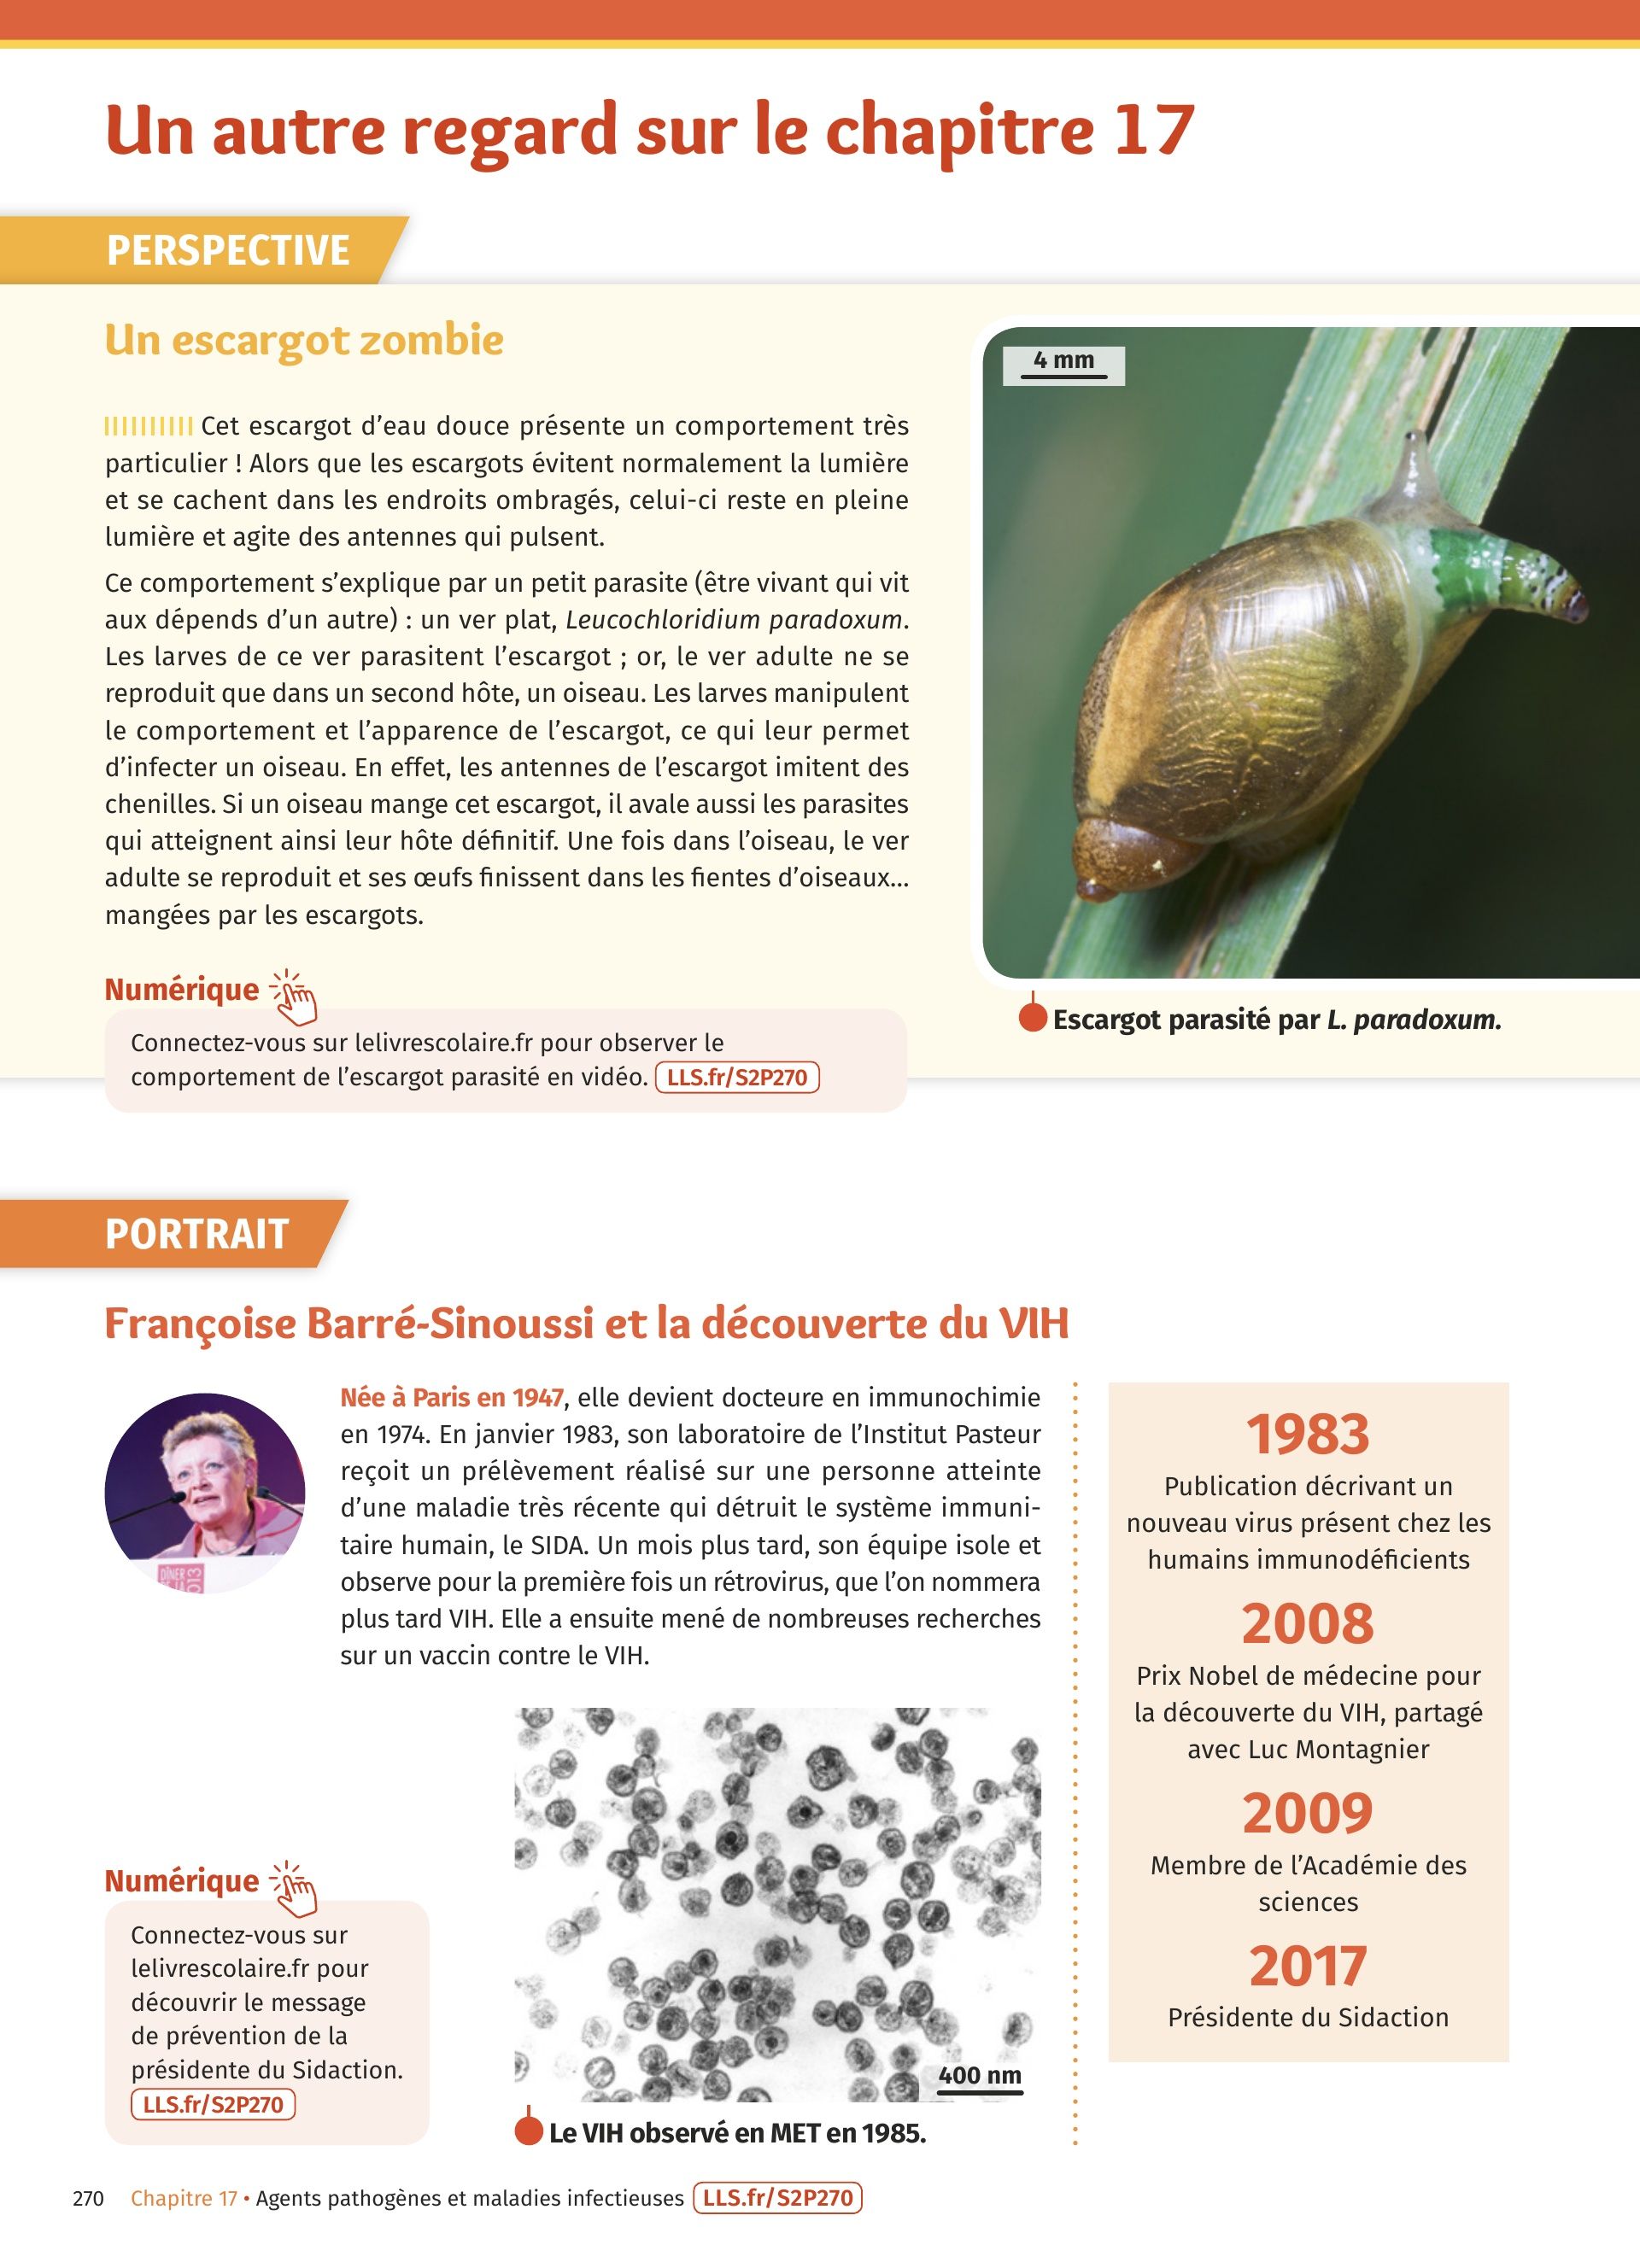 Un autre regard sur le chapitre 17
PERSPECTIVE
Un escargot zombie
Cet escargot d’eau douce présente un comportement très
particulier ! Alors que les escargots évitent normalement la lumière
et se cachent dans les endroits ombragés, celui-ci reste en pleine
lumière et agite des antennes qui pulsent.
Ce comportement s’explique par un petit parasite (être vivant qui vit
aux dépends d’un autre) : un ver plat, Leucochloridium paradoxum.
Les larves de ce ver parasitent l’escargot ; or, le ver adulte ne se
reproduit que dans un second hôte, un oiseau. Les larves manipulent
le comportement et l’apparence de l’escargot, ce qui leur permet
d’infecter un oiseau. En effet, les antennes de l’escargot imitent des
chenilles. Si un oiseau mange cet escargot, il avale aussi les parasites
qui atteignent ainsi leur hôte définitif. Une fois dans l’oiseau, le ver
adulte se reproduit et ses œufs finissent dans les fientes d’oiseaux…
mangées par les escargots.
4 mm
Escargot parasité par L. paradoxum.
Numérique
Connectez-vous sur lelivrescolaire.fr pour observer le
comportement de l’escargot parasité en vidéo. LLS.fr/S2P270
PORTRAIT
Françoise Barré-Sinoussi et la découverte du VIH
DÎNER
2013
Née à Paris en 1947, elle devient docteure en immunochimie
en 1974. En janvier 1983, son laboratoire de l’Institut Pasteur
reçoit un prélèvement réalisé sur une personne atteinte
d’une maladie très récente qui détruit le système immuni-
taire humain, le SIDA. Un mois plus tard, son équipe isole et
observe pour la première fois un rétrovirus, que l’on nommera
plus tard VIH. Elle a ensuite mené de nombreuses recherches
sur un vaccin contre le VIH.
Numérique
Connectez-vous sur
lelivrescolaire.fr pour
découvrir le message
de prévention de la
présidente du Sidaction.
LLS.fr/S2P270
400 nm
Le VIH observé en MET en 1985.
1983
Publication décrivant un
nouveau virus présent chez les
humains immunodéficients
2008
Prix Nobel de médecine pour
la découverte du VIH, partagé
avec Luc Montagnier
2009
Membre de l’Académie des
sciences
2017
Présidente du Sidaction
270 Chapitre 17 • Agents pathogènes et maladies infectieuses LLS.fr/S2P270